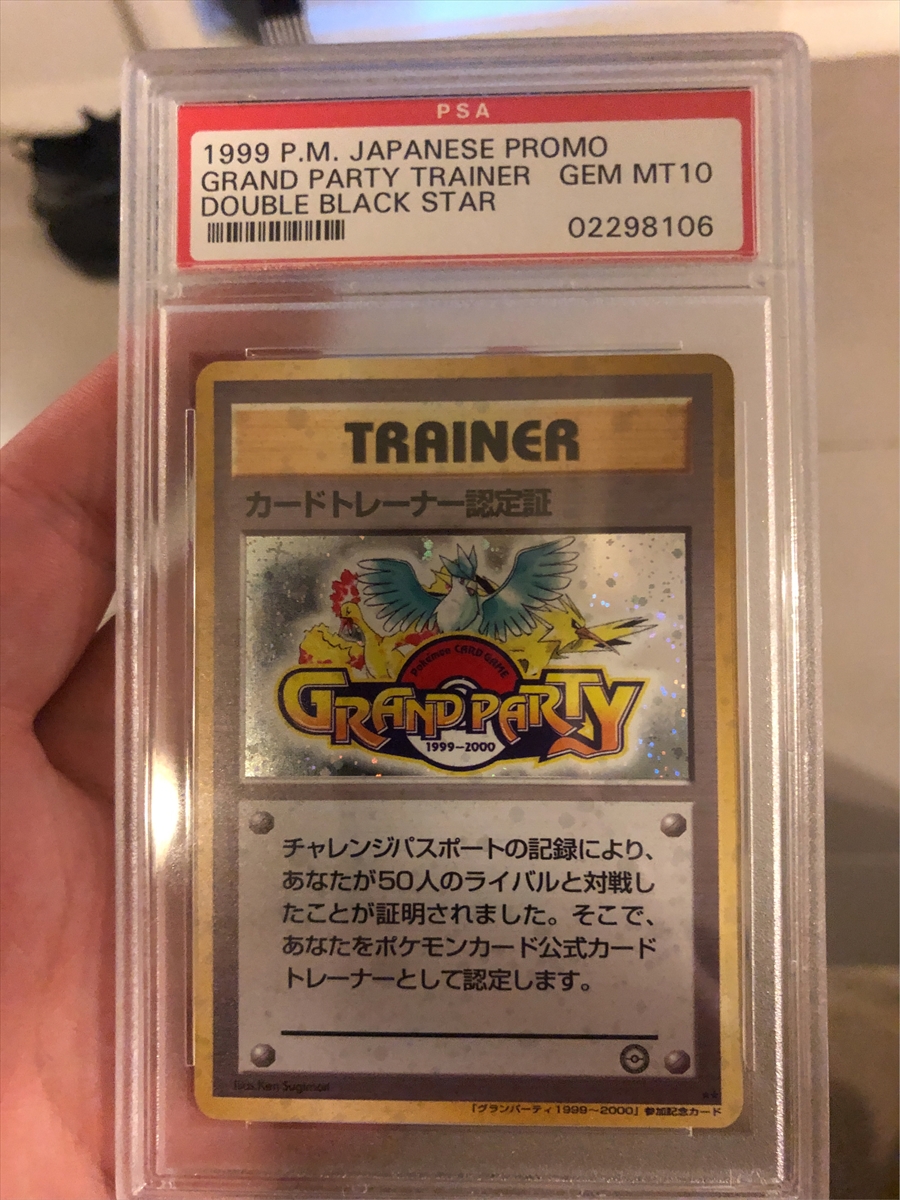 PSA
1999 P.M. JAPANESE PROMO
GRAND PARTY TRAINER GEM MT10
DOUBLE BLACK STAR
02298106
TRAINER
カードトレーナー認定証
Pokémon CARD GAME
GRAND PARTY
1999–2000
チャレンジパスポートの記録により、
あなたが50人のライバルと対戦し
たことが証明されました。そこで、
あなたをポケモンカード公式カード
トレーナーとして認定します。
Illus. Ken Sugimori
★★
「グランパーティ1999〜2000」参加記念カード